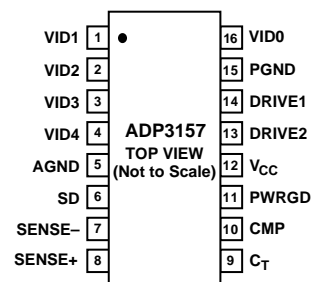 VID1 1 16 VID0
VID2 2 15 PGND
VID3 3 14 DRIVE1
VID4 4 ADP3157 13 DRIVE2
AGND 5 TOP VIEW 12 VCC
(Not to Scale)
SD 6 11 PWRGD
SENSE– 7 10 CMP
SENSE+ 8 9 CT